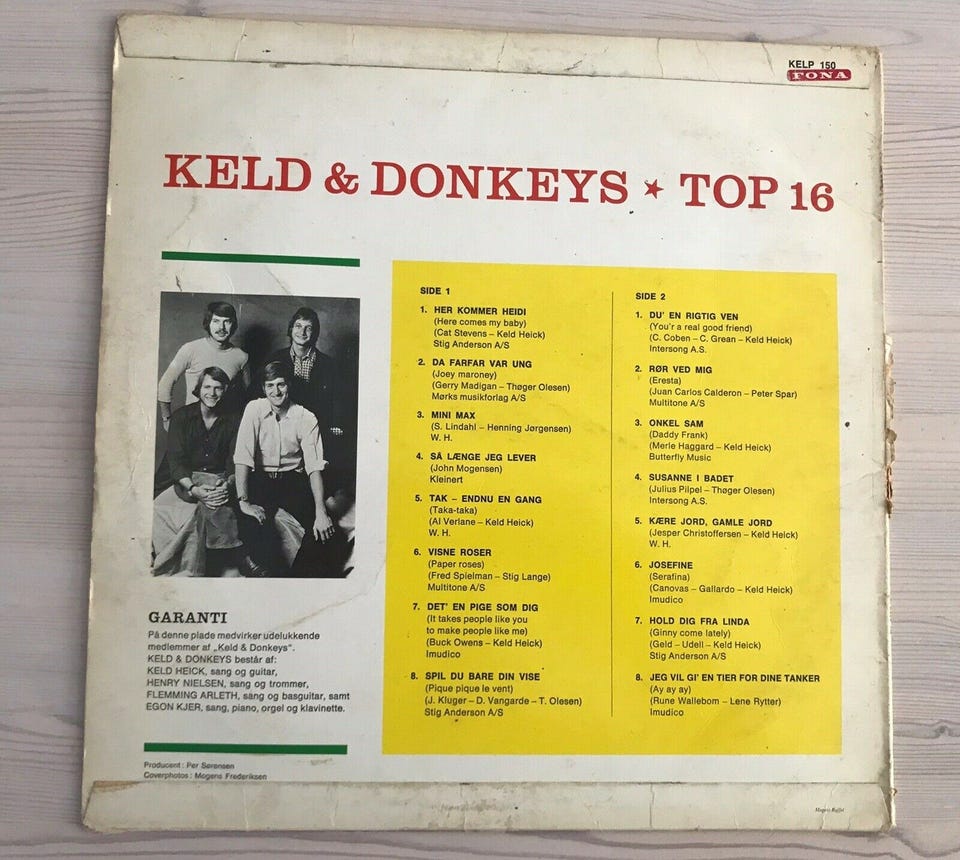 KELP 150
FONA
KELD & DONKEYS ★ TOP 16
SIDE 1
1. HER KOMMER HEIDI
(Here comes my baby)
(Cat Stevens – Keld Heick)
Stig Anderson A/S
2. DA FARFAR VAR UNG
(Joey maroney)
(Gerry Madigan – Thøger Olesen)
Mørks musikforlag A/S
3. MINI MAX
(S. Lindahl – Henning Jørgensen)
W. H.
4. SÅ LÆNGE JEG LEVER
(John Mogensen)
Kleinert
5. TAK – ENDNU EN GANG
(Taka-taka)
(Al Verlane – Keld Heick)
W. H.
6. VISNE ROSER
(Paper roses)
(Fred Spielman – Stig Lange)
Multitone A/S
7. DET' EN PIGE SOM DIG
(It takes people like you
to make people like me)
(Buck Owens – Keld Heick)
Imudico
8. SPIL DU BARE DIN VISE
(Pique pique le vent)
(J. Kluger – D. Vangarde – T. Olesen)
Stig Anderson A/S
SIDE 2
1. DU' EN RIGTIG VEN
(You'r a real good friend)
(C. Coben – C. Grean – Keld Heick)
Intersong A.S.
2. RØR VED MIG
(Eresta)
(Juan Carlos Calderon – Peter Spar)
Multitone A/S
3. ONKEL SAM
(Daddy Frank)
(Merle Haggard – Keld Heick)
Butterfly Music
4. SUSANNE I BADET
(Julius Pilpel – Thøger Olesen)
Intersong A.S.
5. KÆRE JORD, GAMLE JORD
(Jesper Christoffersen – Keld Heick)
W. H.
6. JOSEFINE
(Serafina)
(Canovas – Gallardo – Keld Heick)
Imudico
7. HOLD DIG FRA LINDA
(Ginny come lately)
(Geld – Udell – Keld Heick)
Stig Anderson A/S
8. JEG VIL GI' EN TIER FOR DINE TANKER
(Ay ay ay)
(Rune Wallebom – Lene Rytter)
Imudico
GARANTI
På denne plade medvirker udelukkende
medlemmer af „Keld & Donkeys".
KELD & DONKEYS består af:
KELD HEICK, sang og guitar,
HENRY NIELSEN, sang og trommer,
FLEMMING ARLETH, sang og basguitar, samt
EGON KJER, sang, piano, orgel og klavinette.
Producent: Per Sørensen
Coverphotos: Mogens Frederiksen